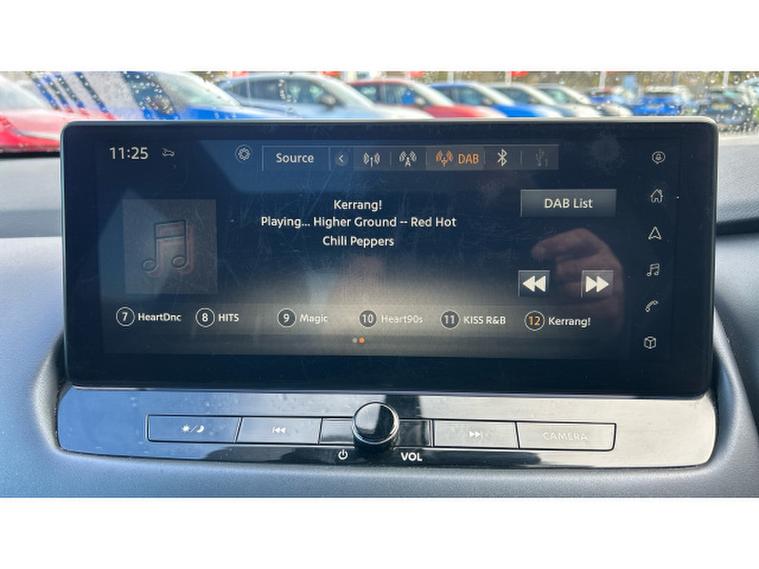 11:25
Source
DAB
Kerrang!
DAB List
Playing... Higher Ground -- Red Hot
Chili Peppers
7 HeartDnc 8 HITS 9 Magic 10 Heart90s 11 KISS R&B 12 Kerrang!
CAMERA
VOL